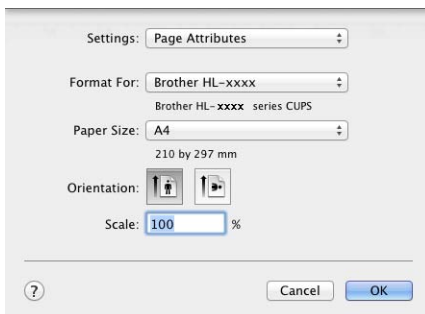 Settings: Page Attributes
Format For: Brother HL-xxxx
Brother HL-xxxx series CUPS
Paper Size: A4
210 by 297 mm
Orientation:
Scale: 100 %
? Cancel OK